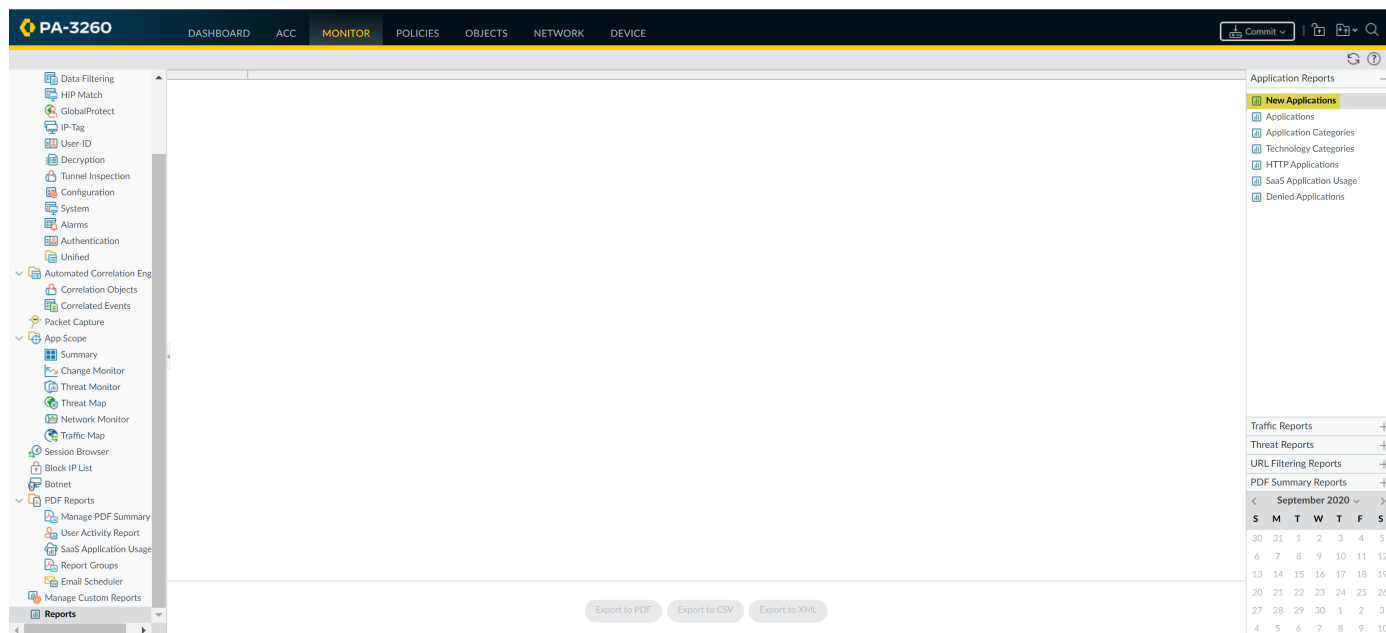 PA-3260
DASHBOARD ACC MONITOR POLICIES OBJECTS NETWORK DEVICE
Commit
Data Filtering
HIP Match
GlobalProtect
IP-Tag
User-ID
Decryption
Tunnel Inspection
Configuration
System
Alarms
Authentication
Unified
Automated Correlation Eng
Correlation Objects
Correlated Events
Packet Capture
App Scope
Summary
Change Monitor
Threat Monitor
Threat Map
Network Monitor
Traffic Map
Session Browser
Block IP List
Botnet
PDF Reports
Manage PDF Summary
User Activity Report
SaaS Application Usage
Report Groups
Email Scheduler
Manage Custom Reports
Reports
Export to PDF Export to CSV Export to XML
Application Reports
New Applications
Applications
Application Categories
Technology Categories
HTTP Applications
SaaS Application Usage
Denied Applications
Traffic Reports
Threat Reports
URL Filtering Reports
PDF Summary Reports
September 2020
S M T W T F S
30 31 1 2 3 4 5
6 7 8 9 10 11 12
13 14 15 16 17 18 19
20 21 22 23 24 25 26
27 28 29 30 1 2 3
4 5 6 7 8 9 10